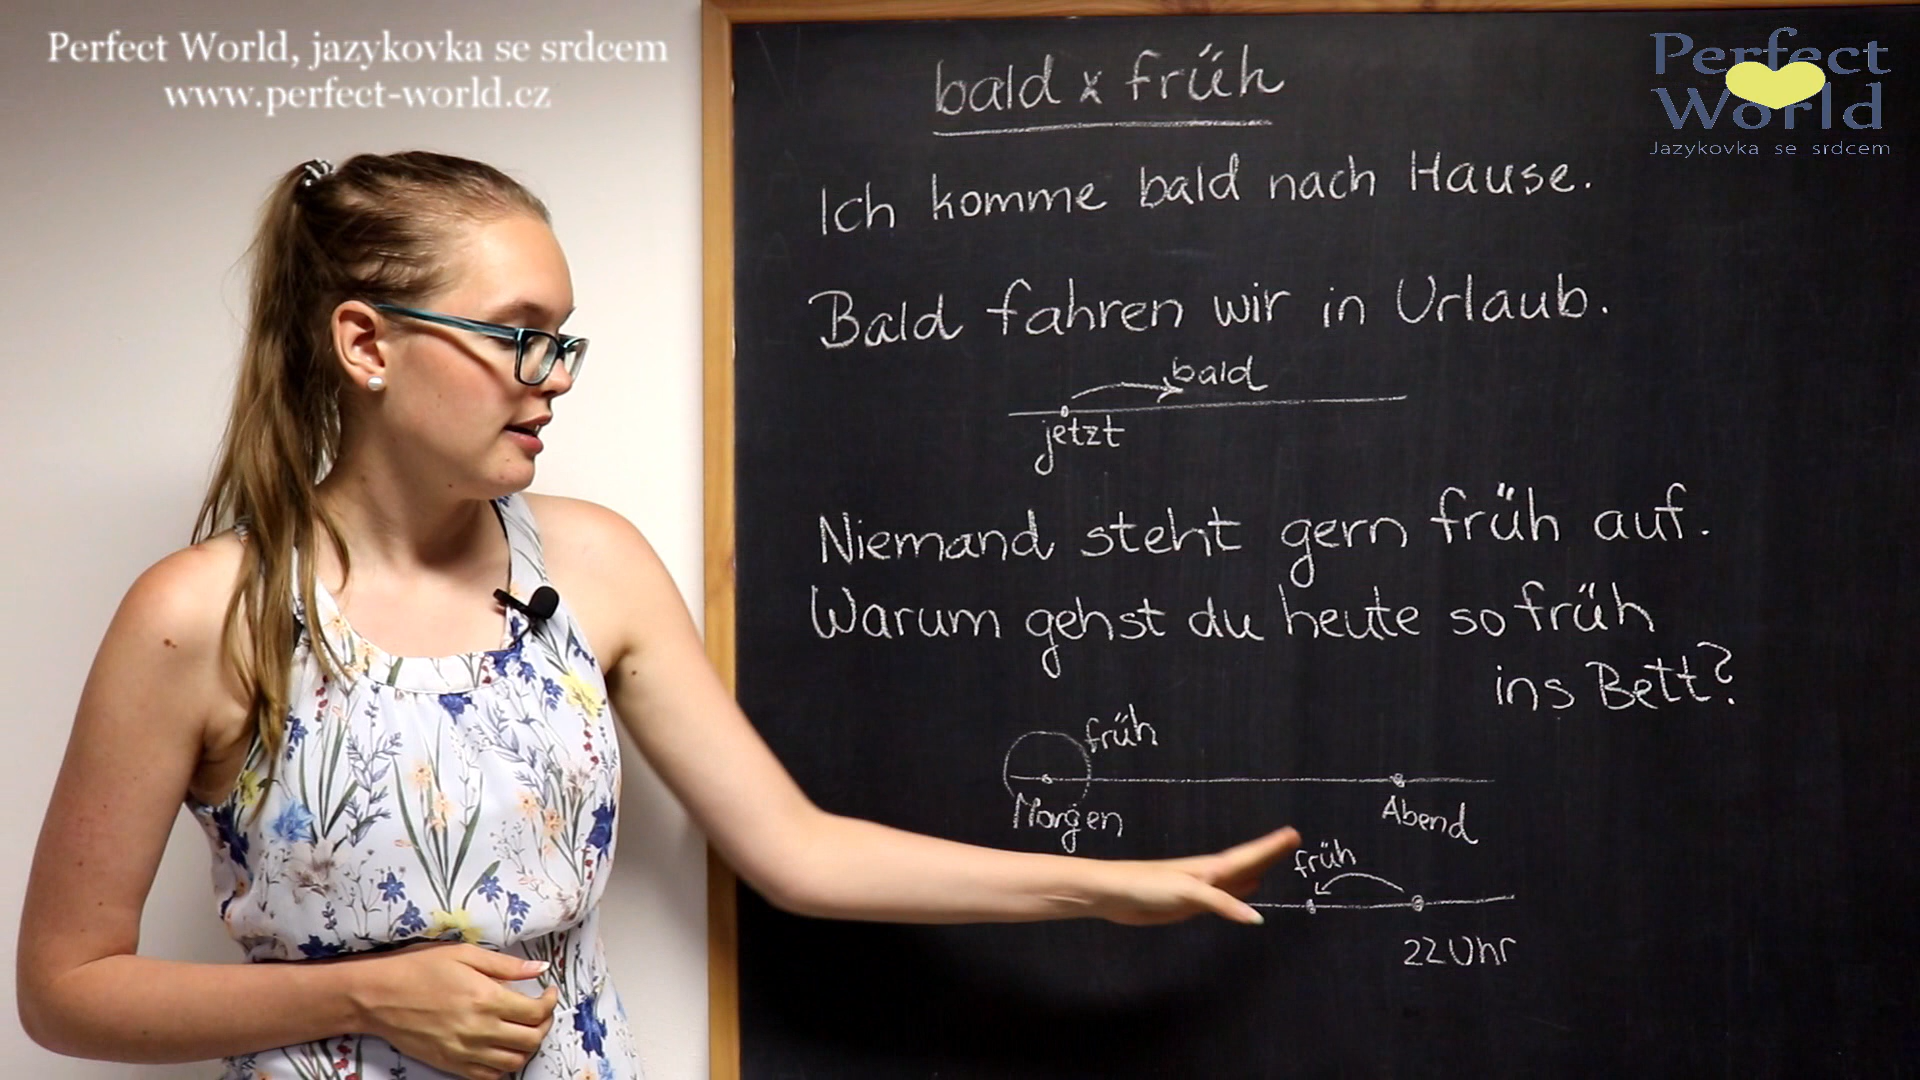 Perfect World, jazykovka se srdcem
www.perfect-world.cz
Perfect
World
Jazykovka se srdcem
bald x früh
Ich komme bald nach Hause.
Bald fahren wir in Urlaub.
bald
jetzt
Niemand steht gern früh auf.
Warum gehst du heute so früh
ins Bett?
früh
Morgen
Abend
früh
22 Uhr